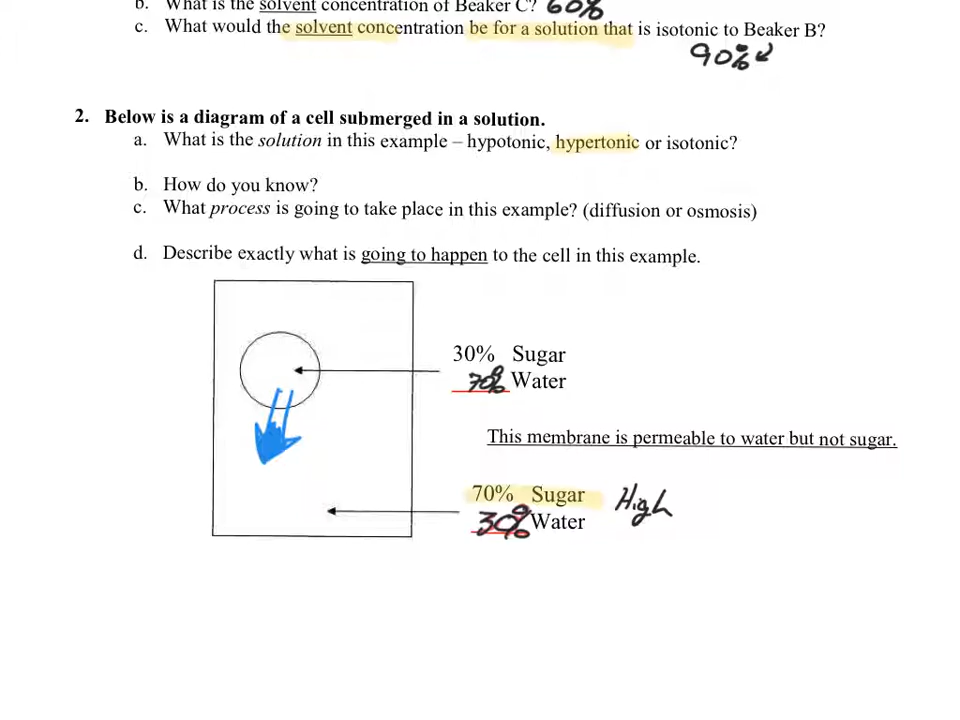 b. What is the solvent concentration of Beaker C? 60%
c. What would the solvent concentration be for a solution that is isotonic to Beaker B?
90%
2. Below is a diagram of a cell submerged in a solution.
a. What is the solution in this example – hypotonic, hypertonic or isotonic?
b. How do you know?
c. What process is going to take place in this example? (diffusion or osmosis)
d. Describe exactly what is going to happen to the cell in this example.
30% Sugar
70% Water
This membrane is permeable to water but not sugar.
70% Sugar High
30% Water